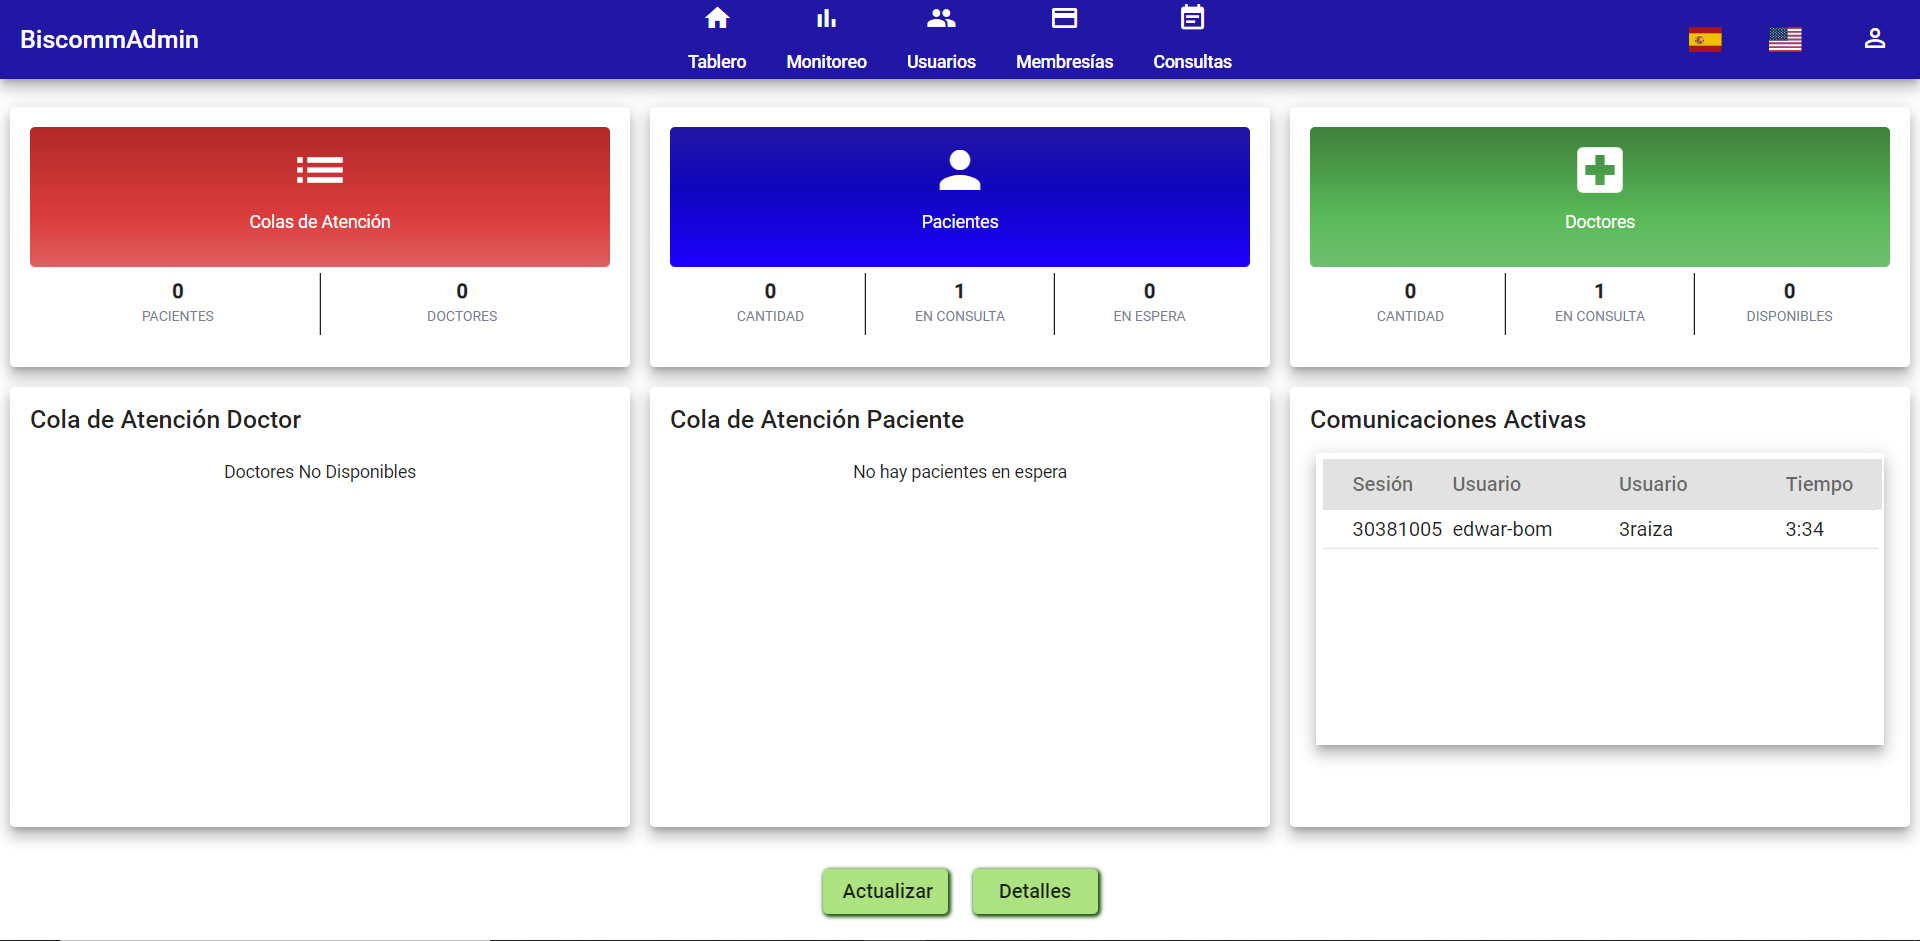 BiscommAdmin
Tablero Monitoreo Usuarios Membresías Consultas
Colas de Atención
0 0
PACIENTES DOCTORES
Pacientes
0 1 0
CANTIDAD EN CONSULTA EN ESPERA
Doctores
0 1 0
CANTIDAD EN CONSULTA DISPONIBLES
Cola de Atención Doctor
Doctores No Disponibles
Cola de Atención Paciente
No hay pacientes en espera
Comunicaciones Activas
Sesión Usuario Usuario Tiempo
30381005 edwar-bom 3raiza 3:34
Actualizar Detalles